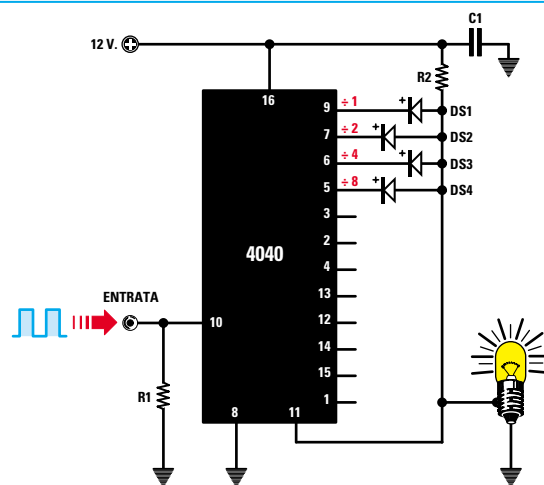 C1
12 V.
R2
16
9 ÷ 1 DS1
7 ÷ 2 DS2
6 ÷ 4 DS3
5 ÷ 8 DS4
3
2
4040
4
13
ENTRATA
10
12
14
15
R1
1
8
11